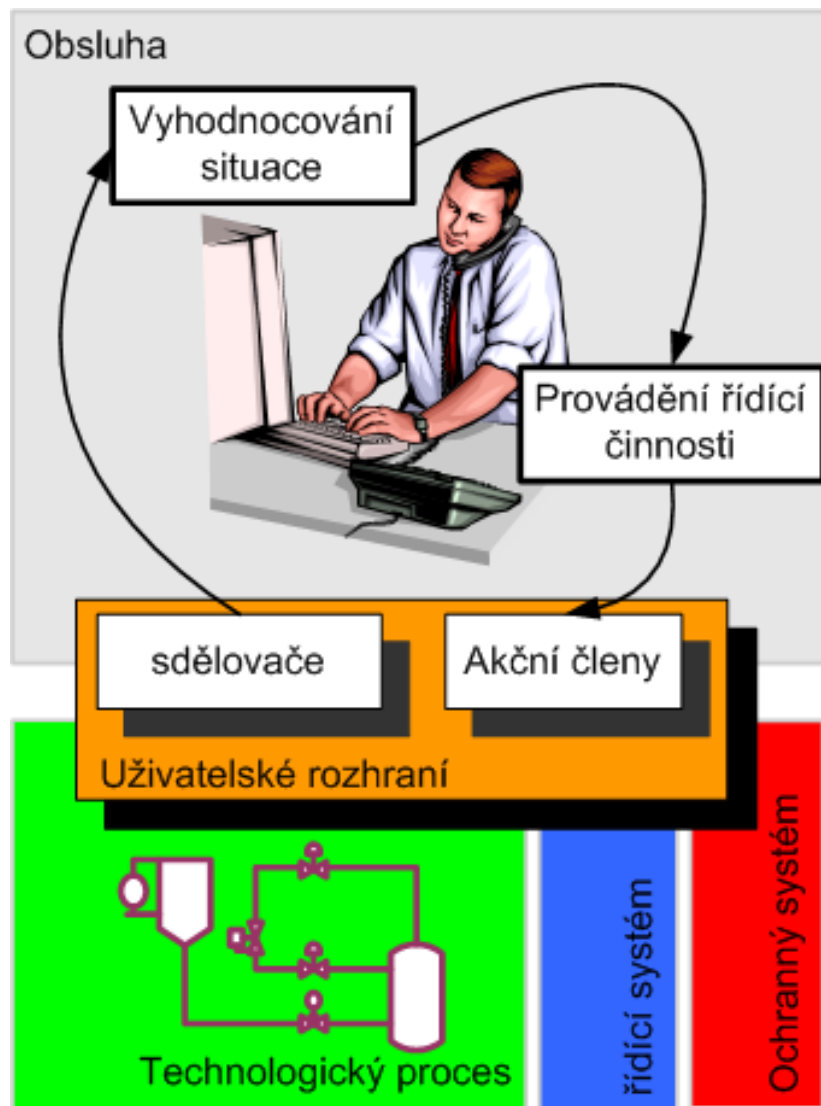 Obsluha
Vyhodnocování
situace
Provádění řídící
činnosti
sdělovače
Akční členy
Uživatelské rozhraní
Technologický proces
řídící systém
Ochranný systém